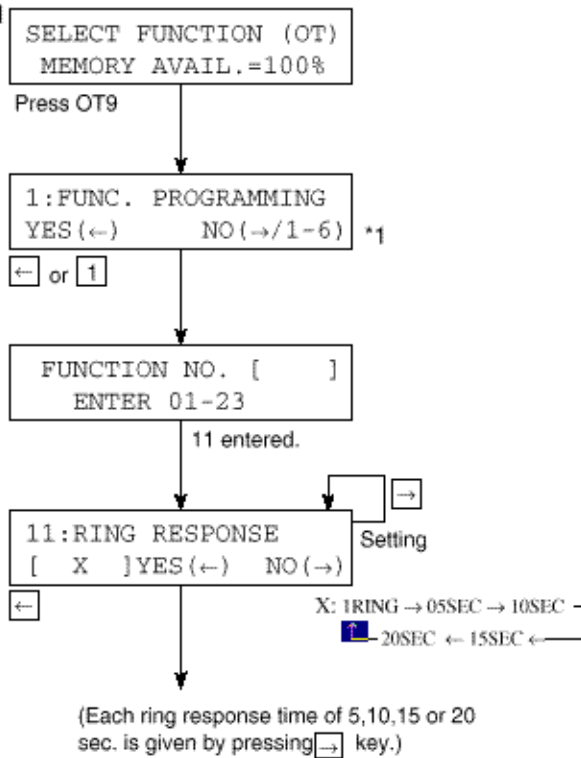 SELECT FUNCTION (OT)
MEMORY AVAIL.=100%
Press OT9
1:FUNC. PROGRAMMING
YES(←) NO(→/1-6) *1
← or 1
FUNCTION NO. [ ]
ENTER 01-23
11 entered.
→
11:RING RESPONSE
Setting
[ X ]YES(←) NO(→)
←
X: 1RING → 05SEC → 10SEC
20SEC ← 15SEC ←
(Each ring response time of 5,10,15 or 20
sec. is given by pressing → key.)